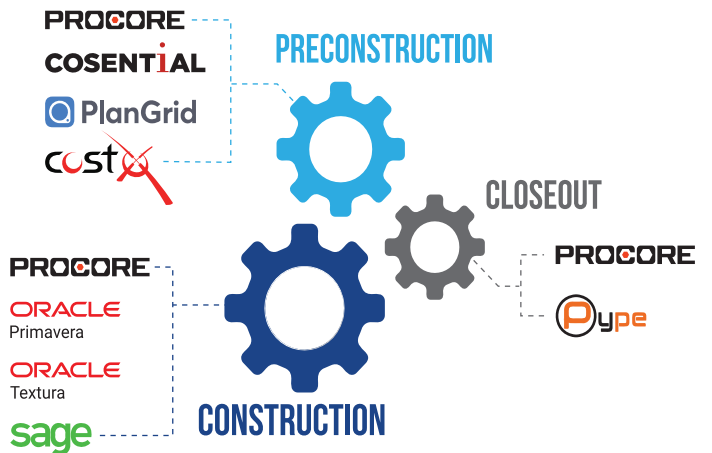 PROCORE
COSENTiAL
PRECONSTRUCTION
PlanGrid
COSTX
CLOSEOUT
PROCORE
PROCORE
ORACLE
Primavera
Pype
ORACLE
Textura
CONSTRUCTION
sage